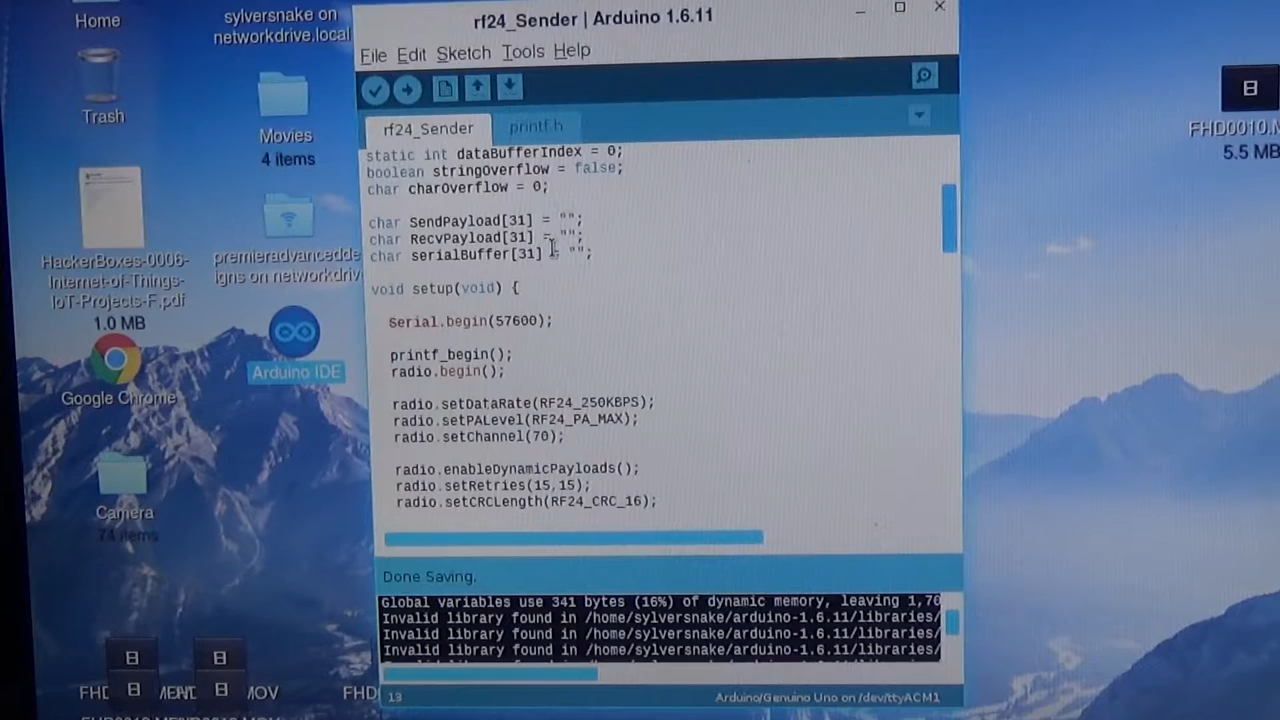 Home
sylversnake on
networkdrive.local
Trash
Movies
4 items
HackerBoxes-0006-
Internet-of-Things-
IoT-Projects-F.pdf
1.0 MB
premieradvancedde
igns on networkdriv
Arduino IDE
Google Chrome
Camera
74 items
rf24_Sender | Arduino 1.6.11
File Edit Sketch Tools Help
rf24_Sender printf.h
static int dataBufferIndex = 0;
boolean stringOverflow = false;
char charOverflow = 0;
char SendPayload[31] = "";
char RecvPayload[31] = "";
char serialBuffer[31] = "";
void setup(void) {
Serial.begin(57600);
printf_begin();
radio.begin();
radio.setDataRate(RF24_250KBPS);
radio.setPALevel(RF24_PA_MAX);
radio.setChannel(70);
radio.enableDynamicPayloads();
radio.setRetries(15,15);
radio.setCRCLength(RF24_CRC_16);
Done Saving.
Global variables use 341 bytes (16%) of dynamic memory, leaving 1,70
Invalid library found in /home/sylversnake/arduino-1.6.11/libraries/
Invalid library found in /home/sylversnake/arduino-1.6.11/libraries/
Invalid library found in /home/sylversnake/arduino-1.6.11/libraries/
13
Arduino/Genuino Uno on /dev/ttyACM1
FHD0010.MOV
5.5 MB